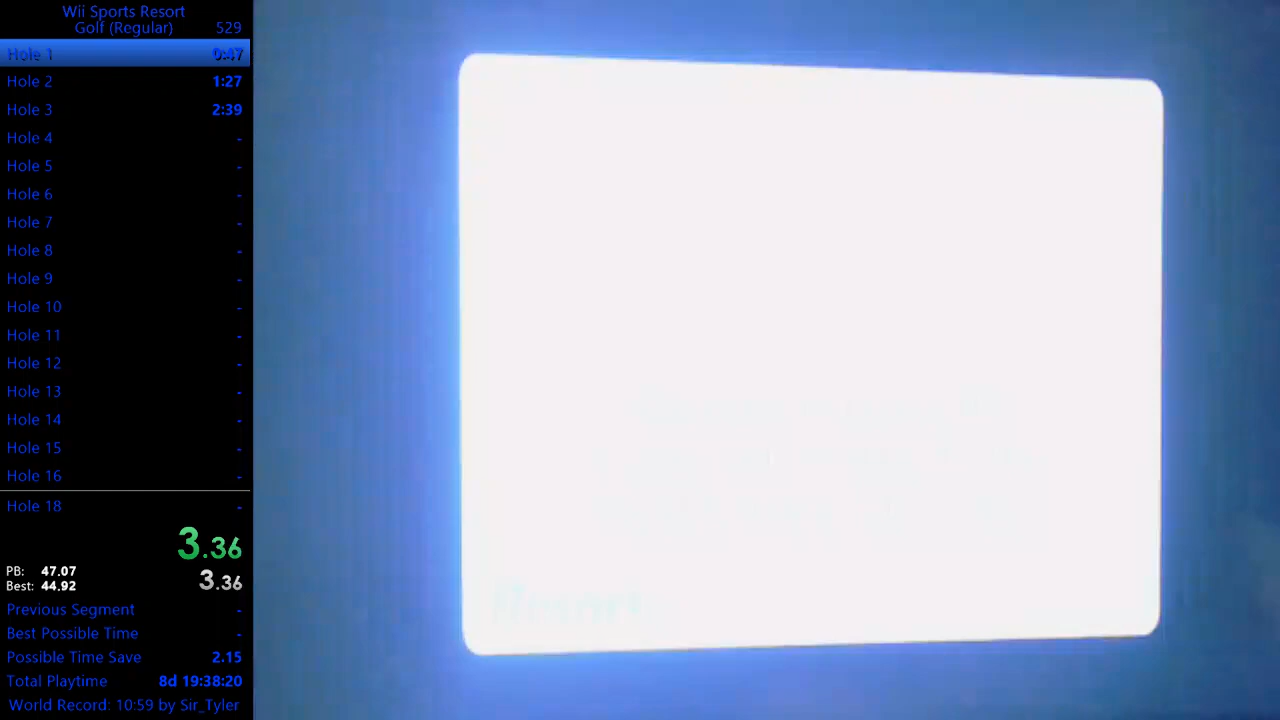 Wii Sports Resort
Golf (Regular) 529
Hole 1 0:47
Hole 2 1:27
Hole 3 2:39
Hole 4 -
Hole 5 -
Hole 6 -
Hole 7 -
Hole 8 -
Hole 9 -
Hole 10 -
Hole 11 -
Hole 12 -
Hole 13 -
Hole 14 -
Hole 15 -
Hole 16 -
Hole 18 -
3.36
PB: 47.07
Best: 44.92
3.36
Previous Segment -
Best Possible Time -
Possible Time Save 2.15
Total Playtime 8d 19:38:20
World Record: 10:59 by Sir_Tyler
Resort